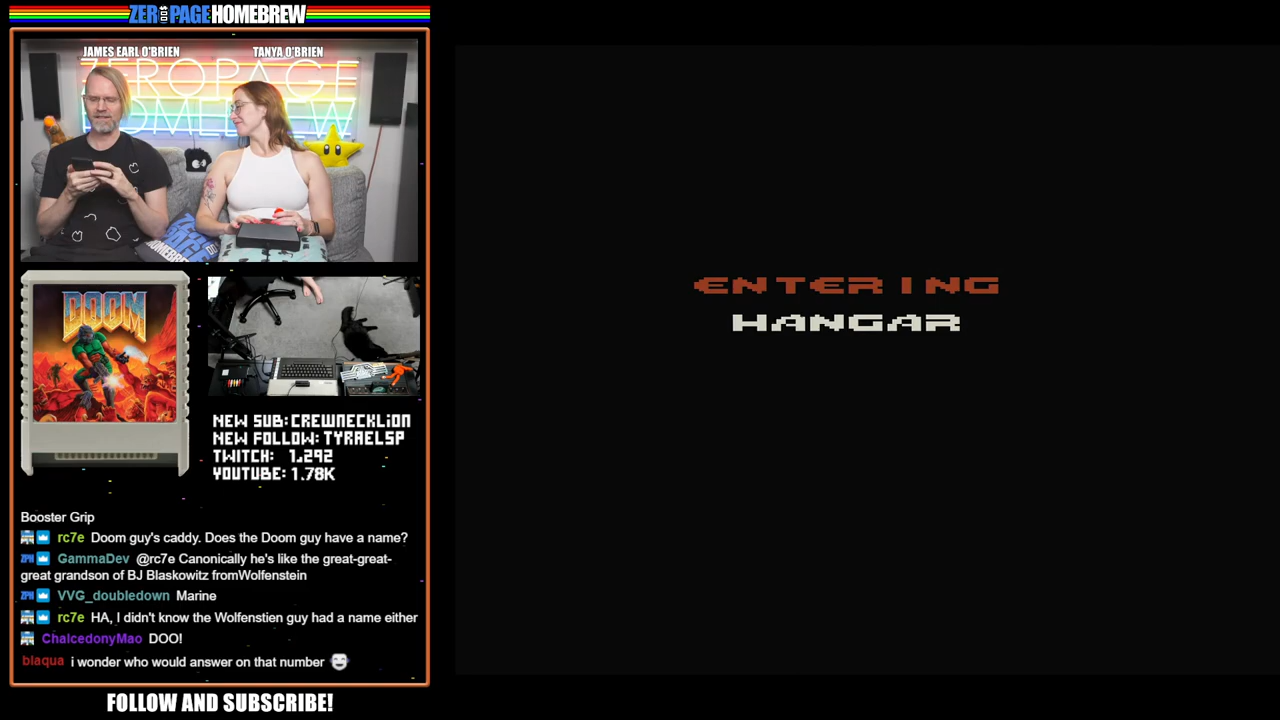 ZEROPAGE HOMEBREW
JAMES EARL O'BRIEN
TANYA O'BRIEN
ZEROPAGE
HOMEBREW
DOOM
NEW SUB: CREWNECKLION
NEW FOLLOW: TYRAELSP
TWITCH: 1,292
YOUTUBE: 1.78K
Booster Grip
rc7e Doom guy's caddy. Does the Doom guy have a name?
GammaDev @rc7e Canonically he's like the great-great-
great grandson of BJ Blaskowitz fromWolfenstein
VVG_doubledown Marine
rc7e HA, I didn't know the Wolfenstien guy had a name either
ChalcedonyMao DOO!
blaqua i wonder who would answer on that number
FOLLOW AND SUBSCRIBE!
ENTERING
HANGAR